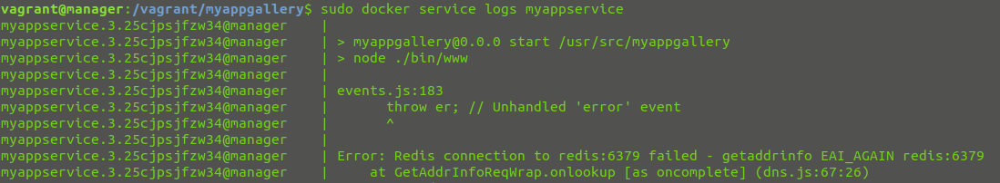 vagrant@manager:/vagrant/myappgallery$ sudo docker service logs myappservice
myappservice.3.25cjpsjfzw34@manager    |
myappservice.3.25cjpsjfzw34@manager    | > myappgallery@0.0.0 start /usr/src/myappgallery
myappservice.3.25cjpsjfzw34@manager    | > node ./bin/www
myappservice.3.25cjpsjfzw34@manager    |
myappservice.3.25cjpsjfzw34@manager    | events.js:183
myappservice.3.25cjpsjfzw34@manager    |       throw er; // Unhandled 'error' event
myappservice.3.25cjpsjfzw34@manager    |       ^
myappservice.3.25cjpsjfzw34@manager    |
myappservice.3.25cjpsjfzw34@manager    | Error: Redis connection to redis:6379 failed - getaddrinfo EAI_AGAIN redis:6379
myappservice.3.25cjpsjfzw34@manager    |     at GetAddrInfoReqWrap.onlookup [as oncomplete] (dns.js:67:26)